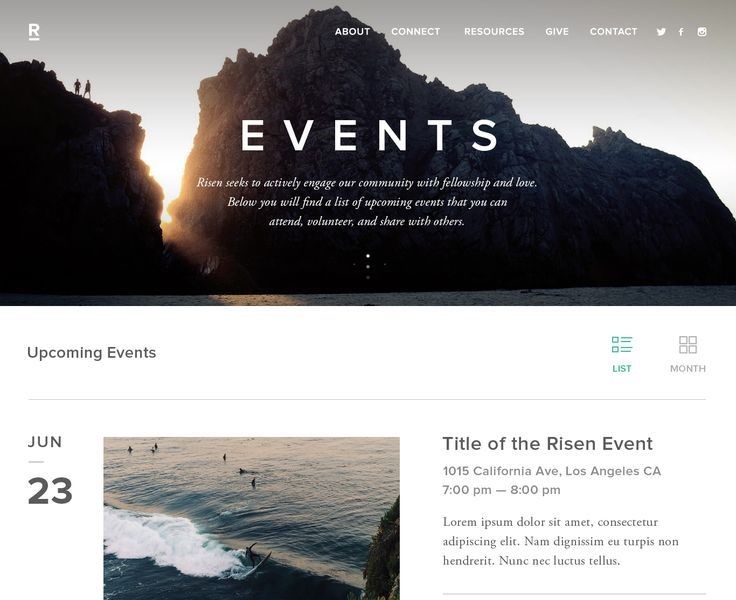 R
ABOUT CONNECT RESOURCES GIVE CONTACT
EVENTS
Risen seeks to actively engage our community with fellowship and love.
Below you will find a list of upcoming events that you can
attend, volunteer, and share with others.
Upcoming Events
LIST MONTH
JUN
23
Title of the Risen Event
1015 California Ave, Los Angeles CA
7:00 pm — 8:00 pm
Lorem ipsum dolor sit amet, consectetur
adipiscing elit. Nam dignissim eu turpis non
hendrerit. Nunc nec luctus tellus.